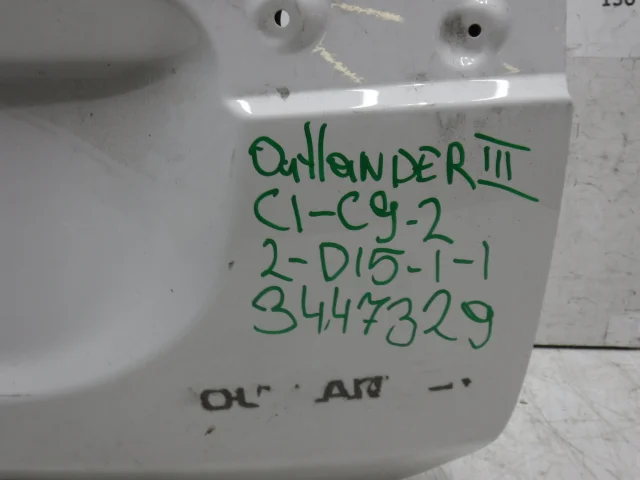 OutlanDER III
C1-C9-2
2-D15-1-1
3447329